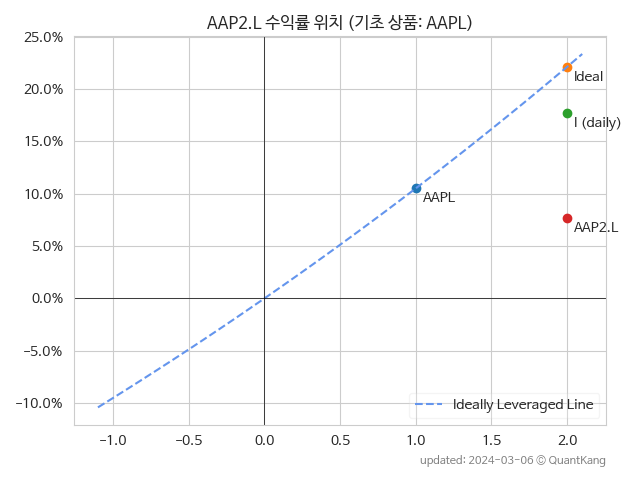 AAP2.L 수익률 위치 (기초 상품: AAPL)
25.0%
20.0%
15.0%
10.0%
5.0%
0.0%
−5.0%
−10.0%
Ideal
I (daily)
AAPL
AAP2.L
Ideally Leveraged Line
−1.0 −0.5 0.0 0.5 1.0 1.5 2.0
updated: 2024-03-06 © QuantKang